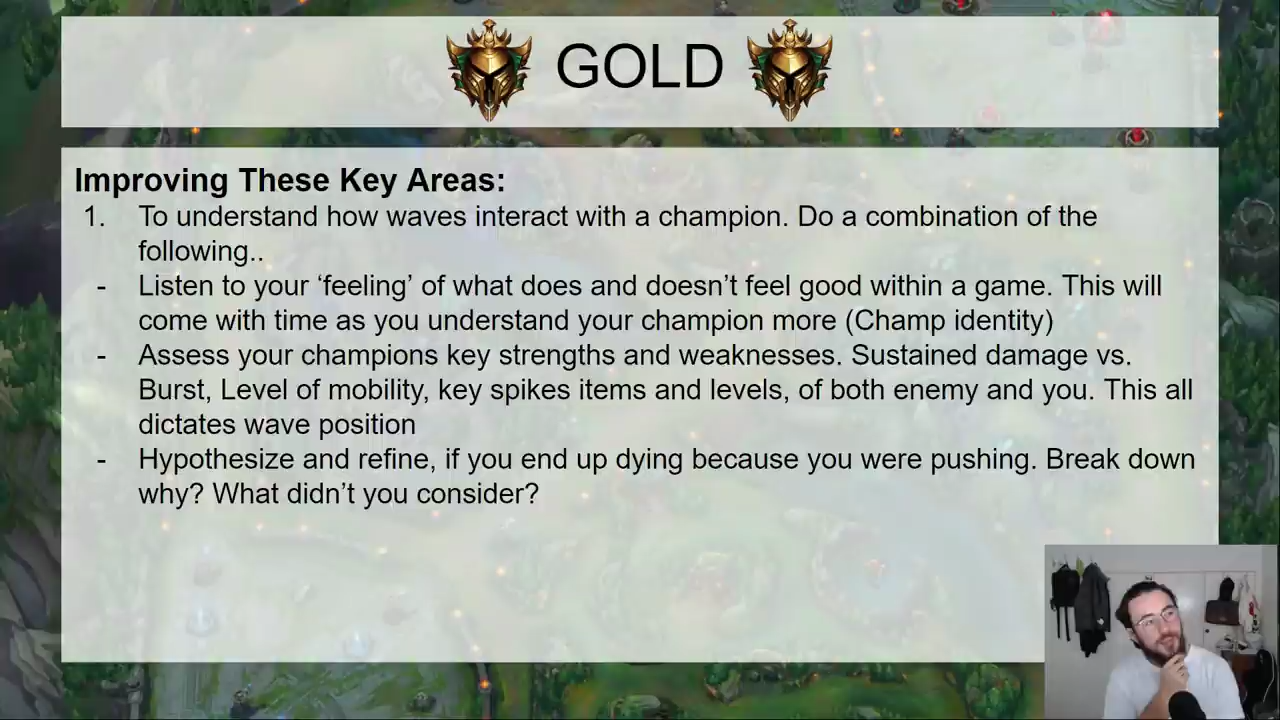 GOLD
Improving These Key Areas:
1. To understand how waves interact with a champion. Do a combination of the
following..
- Listen to your ‘feeling’ of what does and doesn’t feel good within a game. This will
come with time as you understand your champion more (Champ identity)
- Assess your champions key strengths and weaknesses. Sustained damage vs.
Burst, Level of mobility, key spikes items and levels, of both enemy and you. This all
dictates wave position
- Hypothesize and refine, if you end up dying because you were pushing. Break down
why? What didn’t you consider?